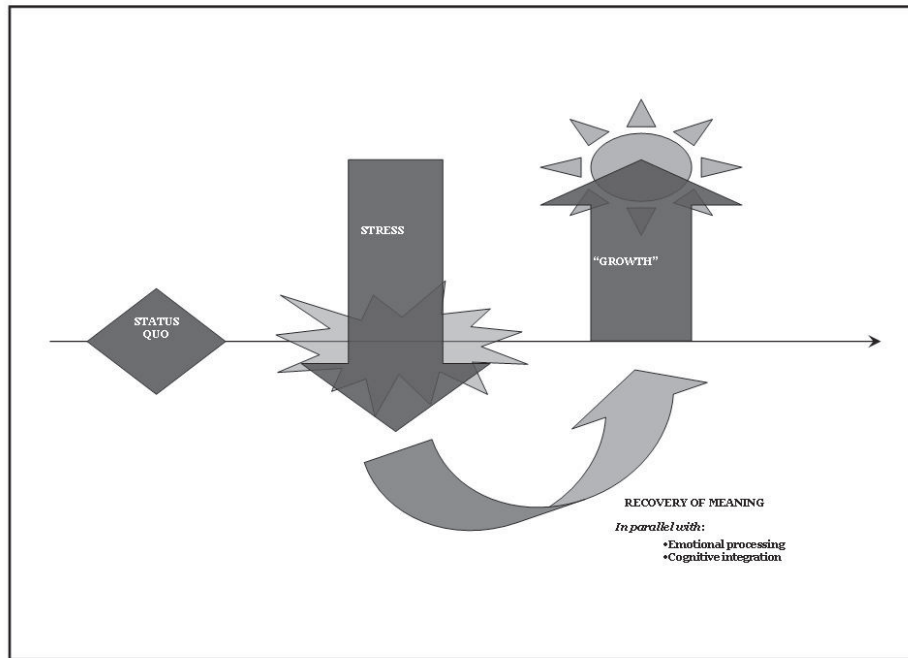 STATUS
QUO
STRESS
“GROWTH”
RECOVERY OF MEANING
In parallel with:
•Emotional processing
•Cognitive integration